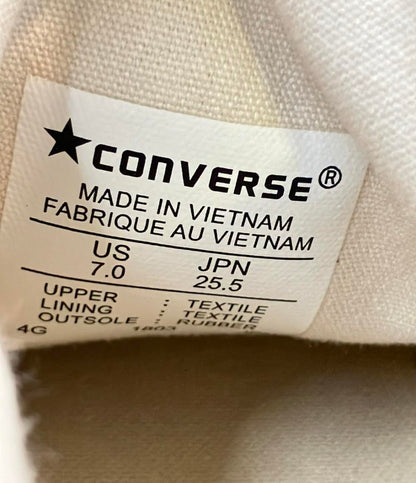 ★CONVERSE®
MADE IN VIETNAM
FABRIQUE AU VIETNAM
US JPN
7.0 25.5
UPPER : TEXTILE
LINING : TEXTILE
OUTSOLE : RUBBER
4G 1803